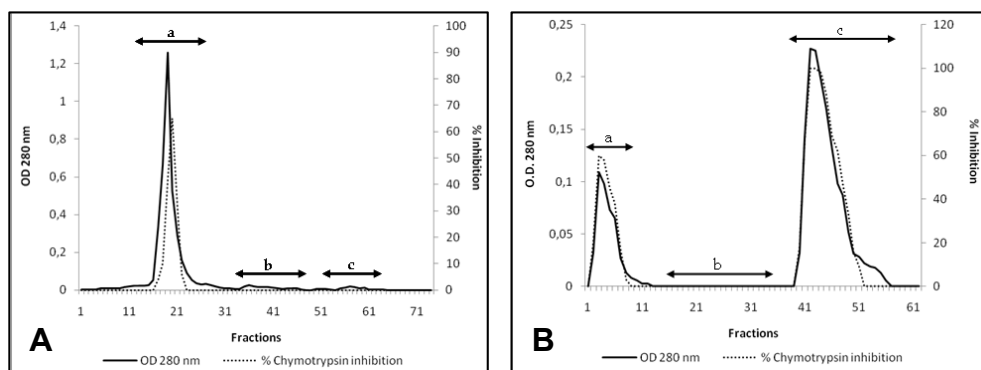 a
OD 280 nm
1,4
1,2
1
0,8
0,6
0,4
0,2
0
100
90
80
70
60
50
40
30
20
10
0
% Inhibition
b
c
1 11 21 31 41 51 61 71
Fractions
A
OD 280 nm % Chymotrypsin inhibition
c
O.D. 280 nm
0,25
0,2
0,15
0,1
0,05
0
120
100
80
60
40
20
0
% Inhibition
a
b
1 11 21 31 41 51 61
Fractions
B
OD 280 nm % Chymotrypsin inhibition